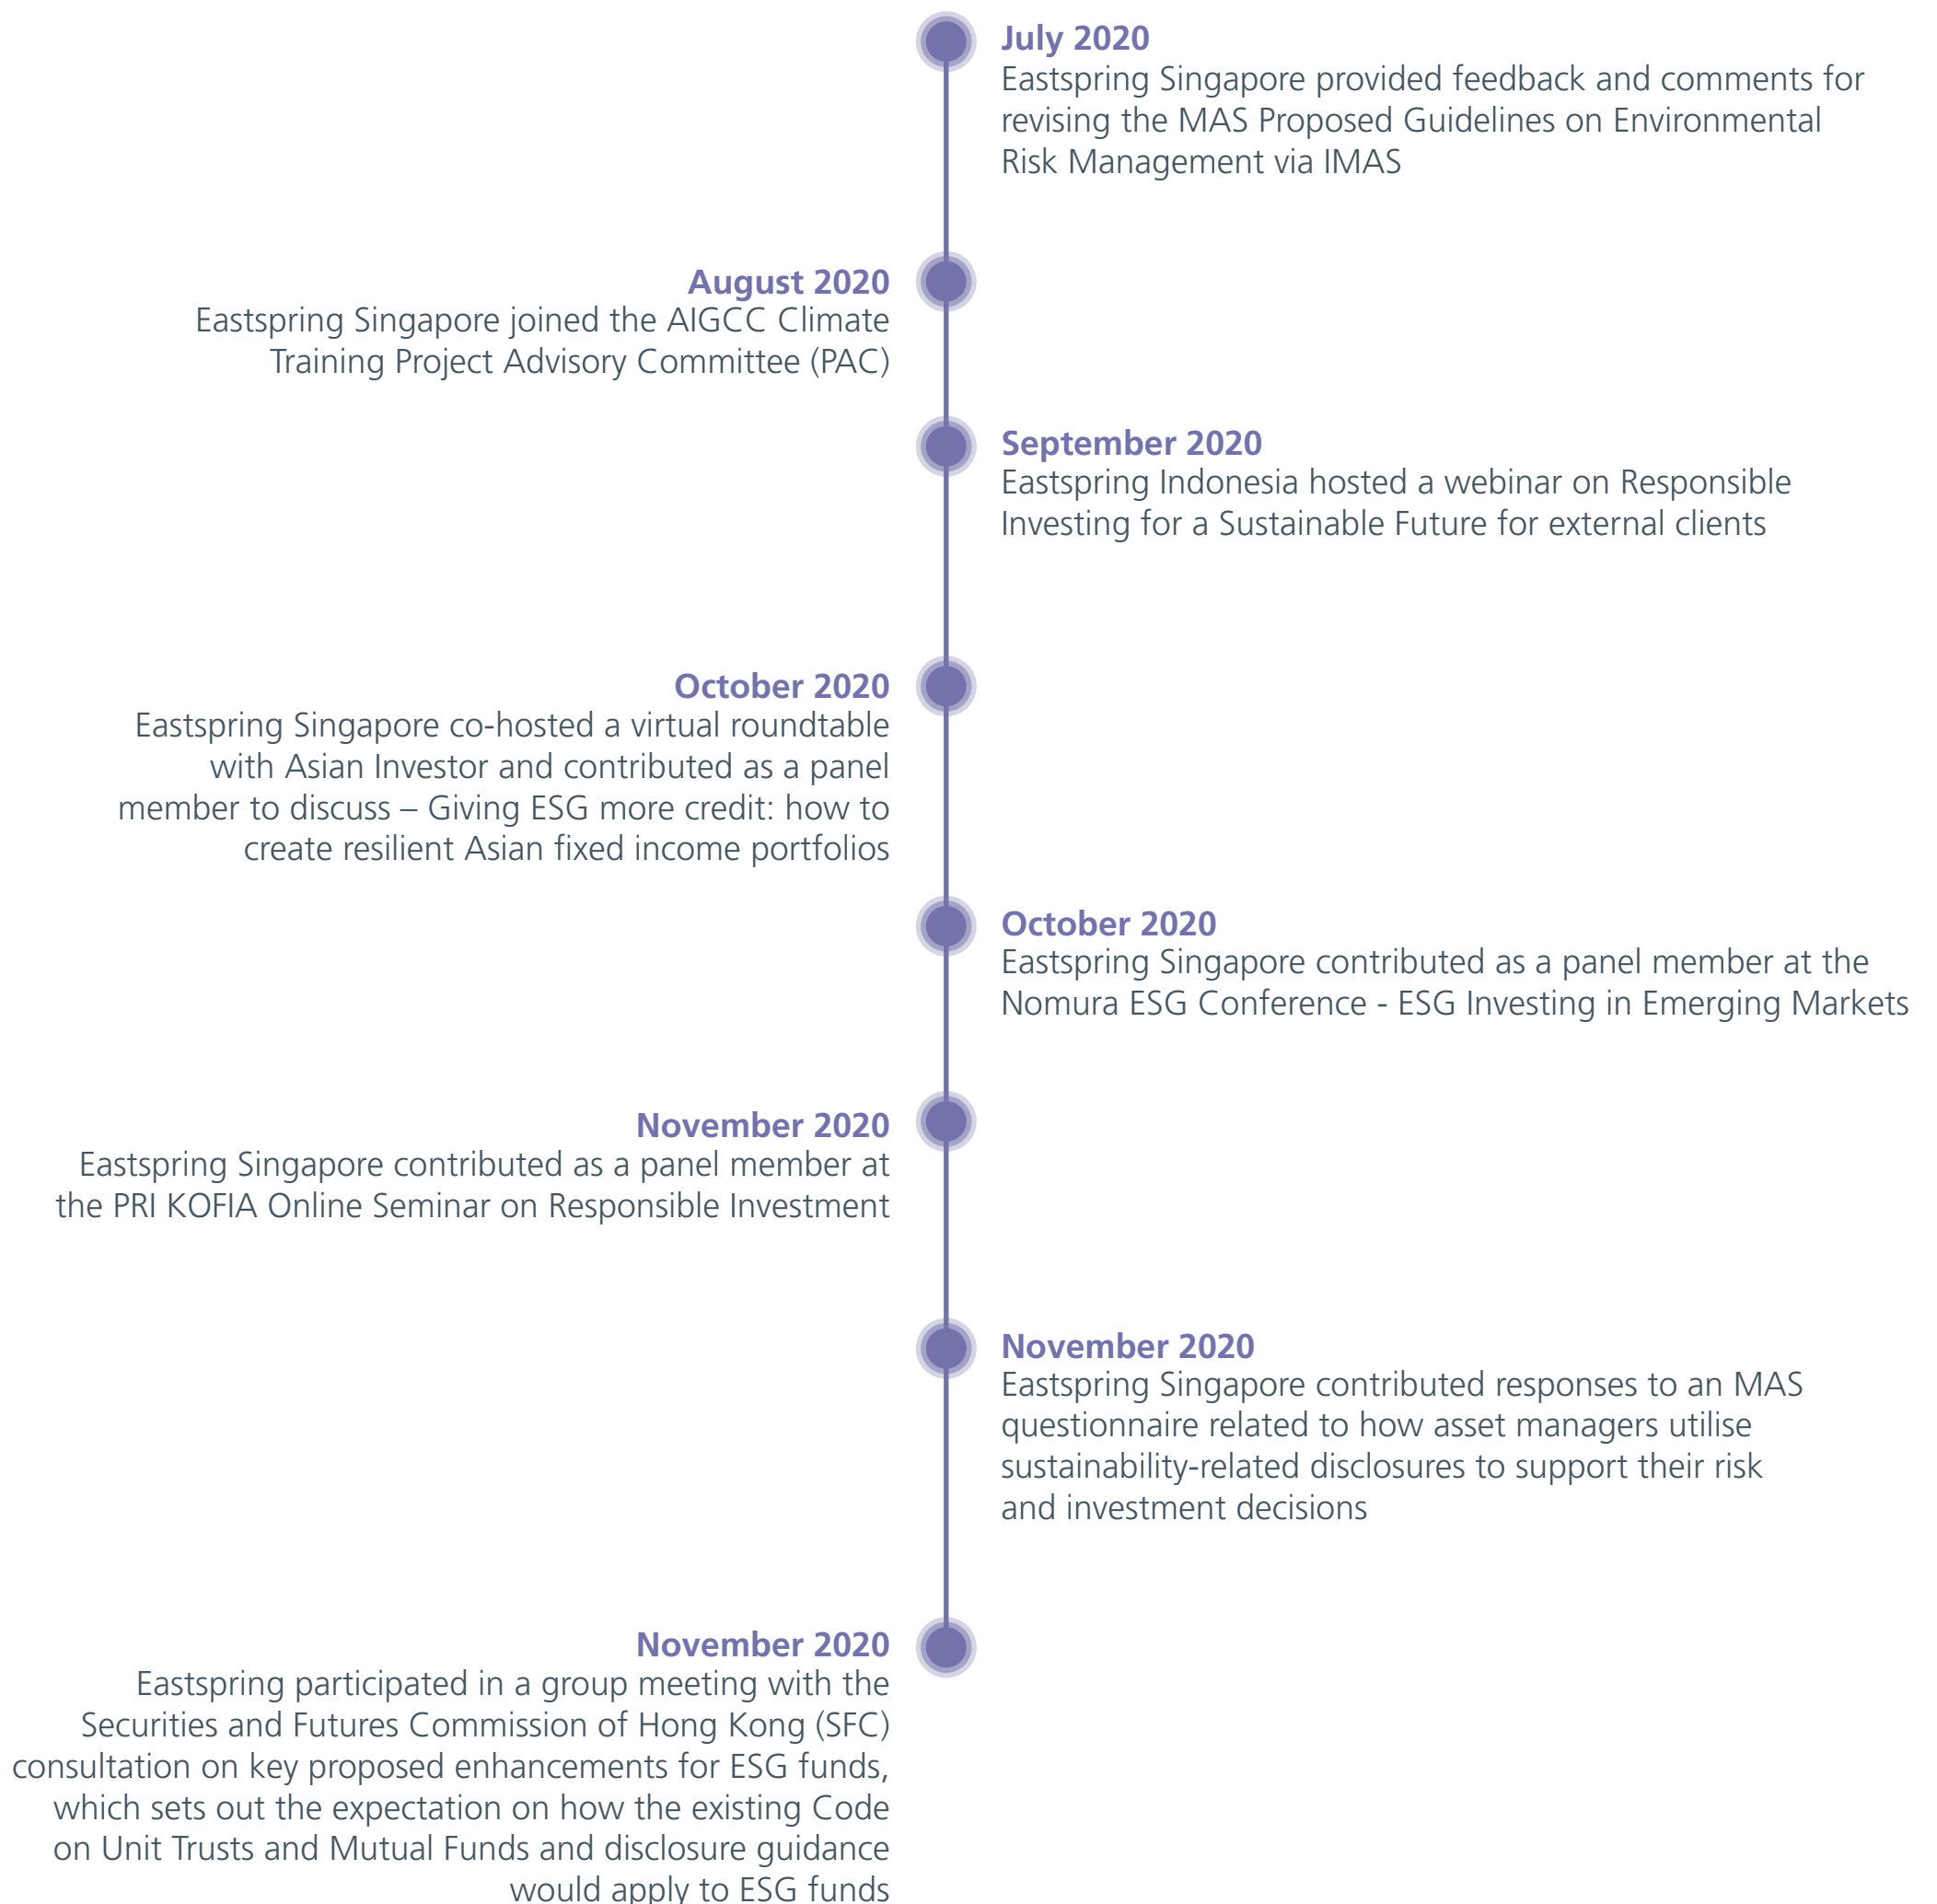 July 2020
Eastspring Singapore provided feedback and comments for
revising the MAS Proposed Guidelines on Environmental
Risk Management via IMAS
August 2020
Eastspring Singapore joined the AIGCC Climate
Training Project Advisory Committee (PAC)
September 2020
Eastspring Indonesia hosted a webinar on Responsible
Investing for a Sustainable Future for external clients
October 2020
Eastspring Singapore co-hosted a virtual roundtable
with Asian Investor and contributed as a panel
member to discuss – Giving ESG more credit: how to
create resilient Asian fixed income portfolios
October 2020
Eastspring Singapore contributed as a panel member at the
Nomura ESG Conference - ESG Investing in Emerging Markets
November 2020
Eastspring Singapore contributed as a panel member at
the PRI KOFIA Online Seminar on Responsible Investment
November 2020
Eastspring Singapore contributed responses to an MAS
questionnaire related to how asset managers utilise
sustainability-related disclosures to support their risk
and investment decisions
November 2020
Eastspring participated in a group meeting with the
Securities and Futures Commission of Hong Kong (SFC)
consultation on key proposed enhancements for ESG funds,
which sets out the expectation on how the existing Code
on Unit Trusts and Mutual Funds and disclosure guidance
would apply to ESG funds